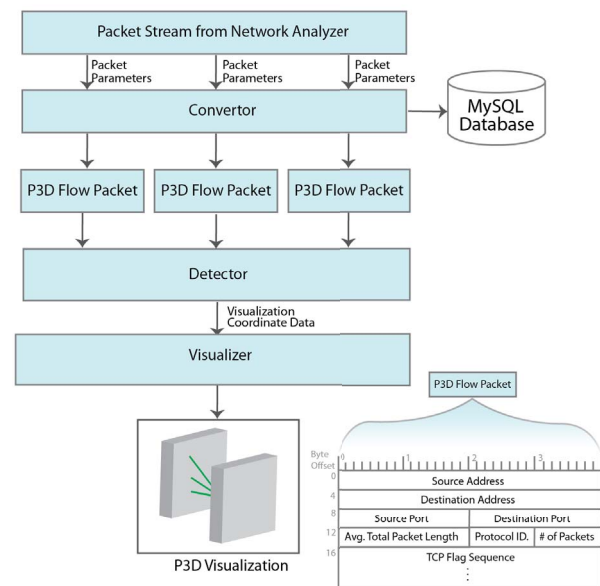 Packet Stream from Network Analyzer
Packet Parameters
Packet Parameters
Packet Parameters
Convertor
MySQL
Database
P3D Flow Packet
P3D Flow Packet
P3D Flow Packet
Detector
Visualization
Coordinate Data
Visualizer
P3D Flow Packet
Byte
Offset
0 1 2 3
0
Source Address
4
Destination Address
8
Source Port Destination Port
12
Avg. Total Packet Length Protocol ID. # of Packets
16
TCP Flag Sequence
P3D Visualization